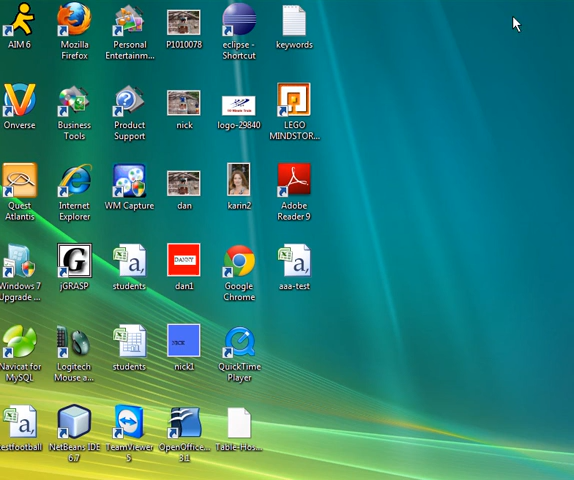 AIM 6
Mozilla
Firefox
Personal
Entertainm...
P1010078
eclipse -
Shortcut
keywords
Onverse
Business
Tools
Product
Support
nick
logo-29840
LEGO
MINDSTOR...
Quest
Atlantis
Internet
Explorer
WM Capture
dan
karin2
Adobe
Reader 9
Windows 7
Upgrade ...
jGRASP
students
DANNY
dan1
Google
Chrome
aaa-test
Navicat for
MySQL
Logitech
Mouse a...
students
NICK
nick1
QuickTime
Player
estfootball
NetBeans IDE
6.7
TeamViewer
5
OpenOffice....
3.1
Table-Hos...